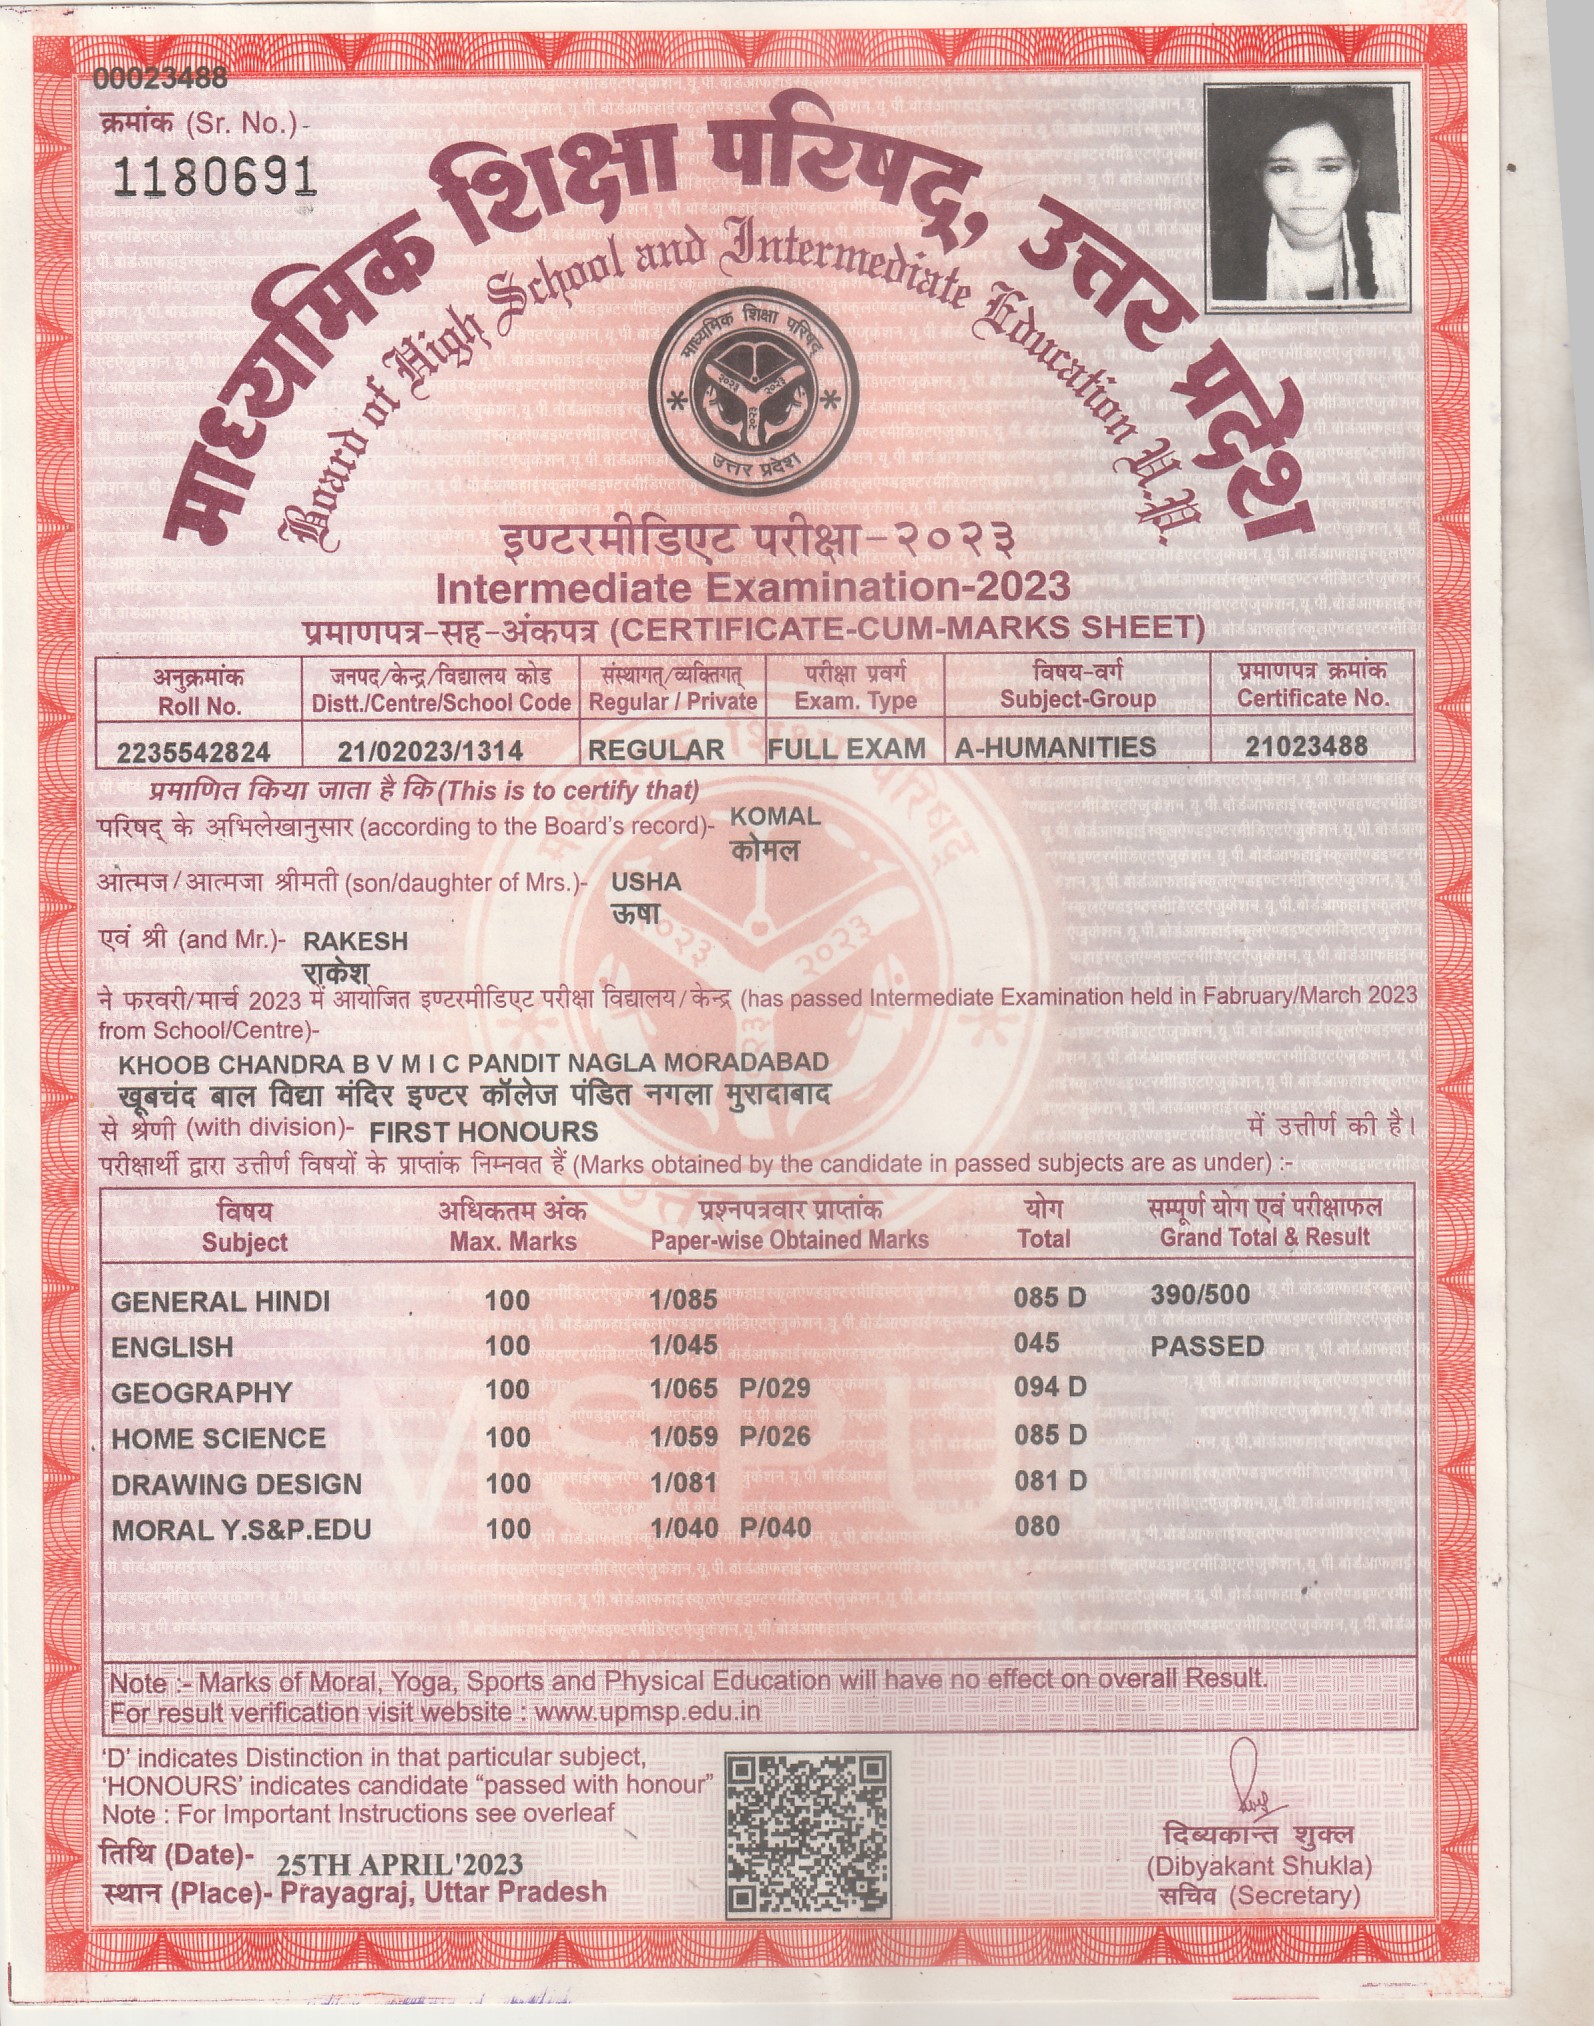 00023488
क्रमांक (Sr. No.)-
1180691
माध्यमिक शिक्षा परिषद्, उत्तर प्रदेश
Board of High School and Intermediate Education U.P.
माध्यमिक शिक्षा परिषद्
२०२३ २०२३
२०२३
उत्तर प्रदेश
इण्टरमीडिएट परीक्षा-२०२३
Intermediate Examination-2023
प्रमाणपत्र-सह-अंकपत्र (CERTIFICATE-CUM-MARKS SHEET)
अनुक्रमांक जनपद/केन्द्र/विद्यालय कोड संस्थागत्/व्यक्तिगत् परीक्षा प्रवर्ग विषय-वर्ग प्रमाणपत्र क्रमांक
Roll No. Distt./Centre/School Code Regular / Private Exam. Type Subject-Group Certificate No.
2235542824 21/02023/1314 REGULAR FULL EXAM A-HUMANITIES 21023488
प्रमाणित किया जाता है कि (This is to certify that)
परिषद् के अभिलेखानुसार (according to the Board's record)- KOMAL
कोमल
आत्मज/आत्मजा श्रीमती (son/daughter of Mrs.)- USHA
ऊषा
एवं श्री (and Mr.)- RAKESH
राकेश
ने फरवरी/मार्च 2023 में आयोजित इण्टरमीडिएट परीक्षा विद्यालय/केन्द्र (has passed Intermediate Examination held in Fabruary/March 2023
from School/Centre)-
KHOOB CHANDRA B V M I C PANDIT NAGLA MORADABAD
खूबचंद बाल विद्या मंदिर इण्टर कॉलेज पंडित नगला मुरादाबाद
से श्रेणी (with division)- FIRST HONOURS में उत्तीर्ण की है।
परीक्षार्थी द्वारा उत्तीर्ण विषयों के प्राप्तांक निम्नवत हैं (Marks obtained by the candidate in passed subjects are as under) :-
विषय अधिकतम अंक प्रश्नपत्रवार प्राप्तांक योग सम्पूर्ण योग एवं परीक्षाफल
Subject Max. Marks Paper-wise Obtained Marks Total Grand Total & Result
GENERAL HINDI 100 1/085 085 D 390/500
ENGLISH 100 1/045 045 PASSED
GEOGRAPHY 100 1/065 P/029 094 D
HOME SCIENCE 100 1/059 P/026 085 D
DRAWING DESIGN 100 1/081 081 D
MORAL Y.S&P.EDU 100 1/040 P/040 080
Note :- Marks of Moral, Yoga, Sports and Physical Education will have no effect on overall Result.
For result verification visit website : www.upmsp.edu.in
'D' indicates Distinction in that particular subject,
'HONOURS' indicates candidate "passed with honour"
Note : For Important Instructions see overleaf
तिथि (Date)- 25TH APRIL'2023
स्थान (Place)- Prayagraj, Uttar Pradesh
दिब्यकान्त शुक्ल
(Dibyakant Shukla)
सचिव (Secretary)